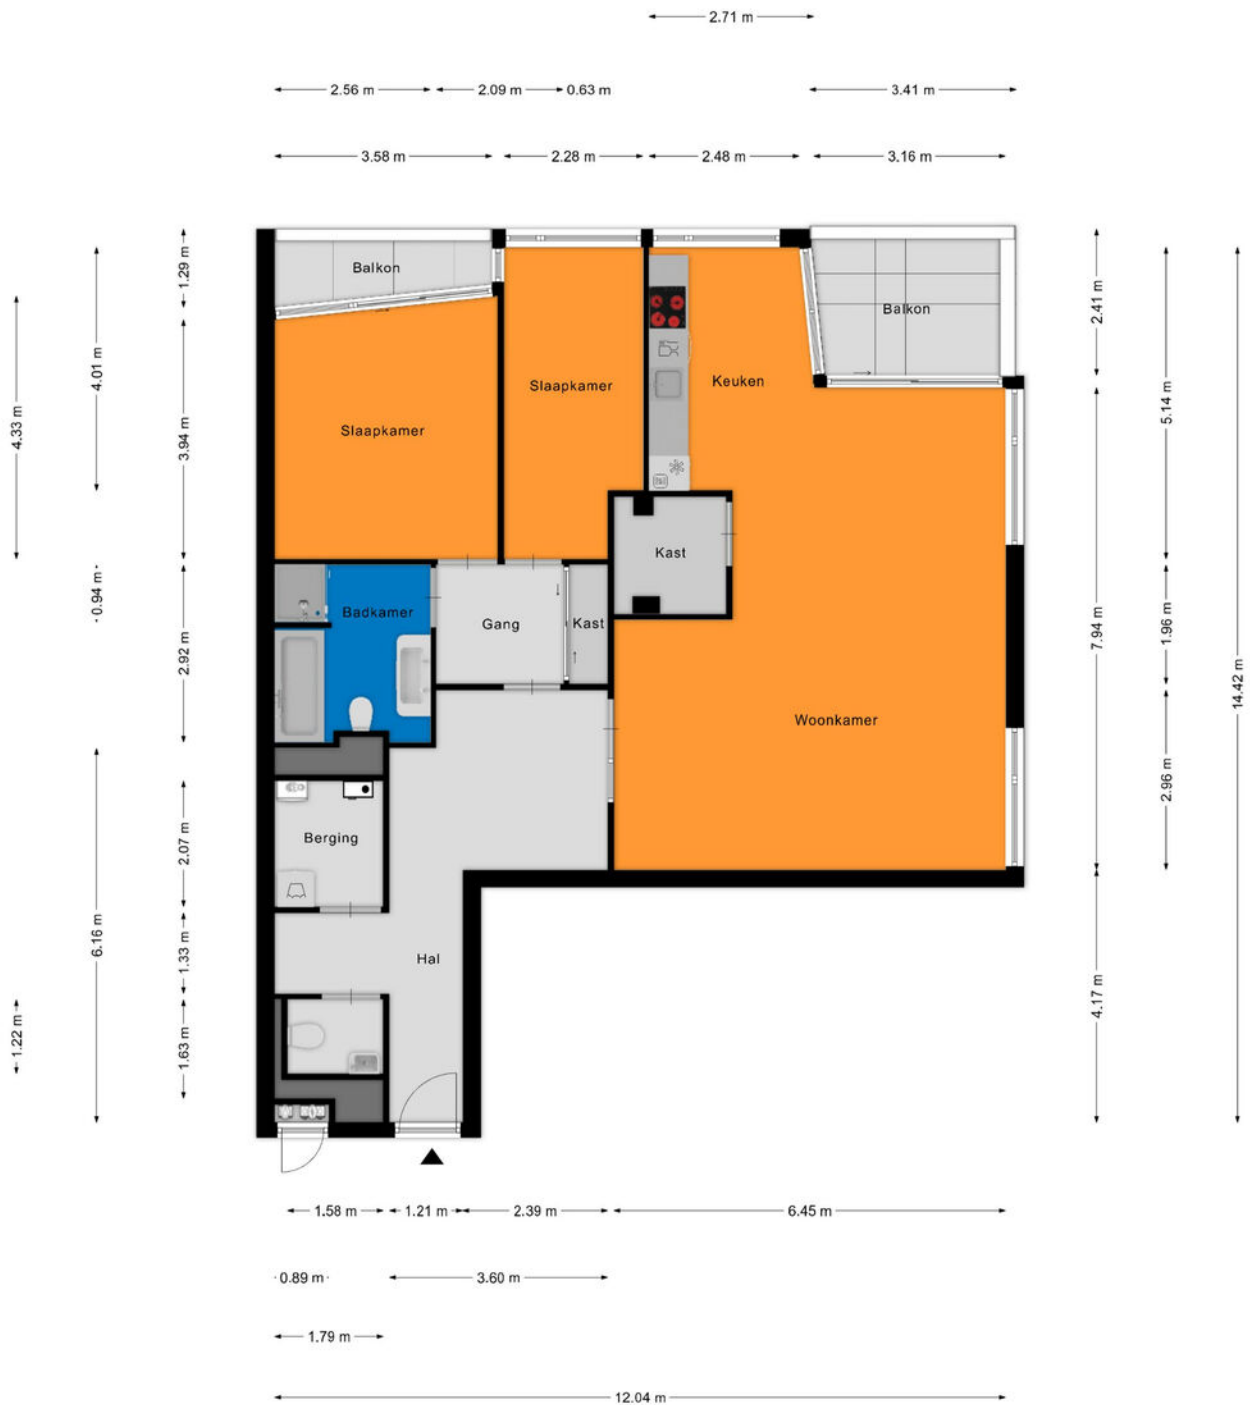 2.71 m
2.56 m
2.09 m
0.63 m
3.41 m
3.58 m
2.28 m
2.48 m
3.16 m
1.29 m
4.01 m
4.33 m
3.94 m
0.94 m
2.92 m
2.07 m
6.16 m
1.33 m
1.22 m
1.63 m
Balkon
Balkon
Slaapkamer
Keuken
Slaapkamer
Kast
Badkamer
Gang
Kast
Woonkamer
Berging
Hal
2.41 m
5.14 m
7.94 m
1.96 m
14.42 m
2.96 m
4.17 m
1.58 m
1.21 m
2.39 m
6.45 m
0.89 m
3.60 m
1.79 m
12.04 m